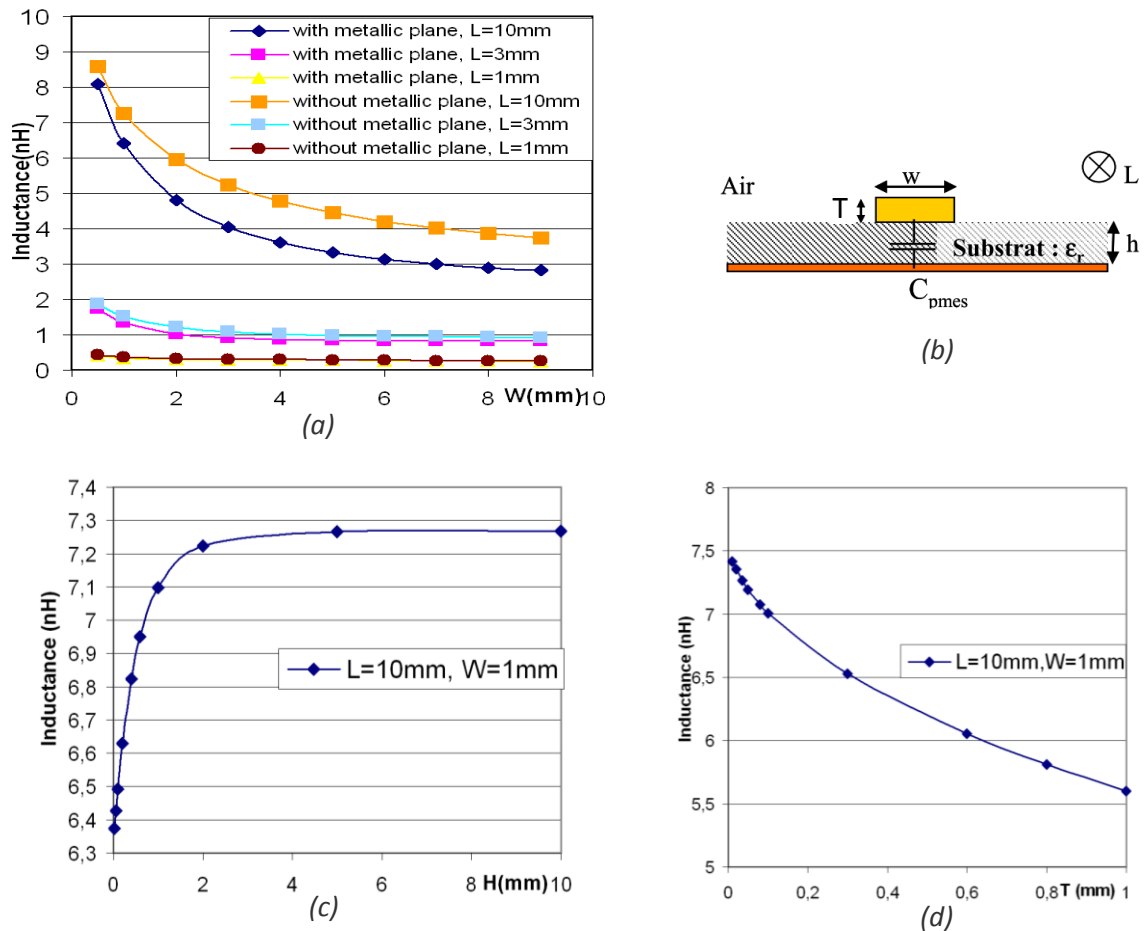 10
9
8
7
6
5
4
3
2
1
0
Inductance(nH)
with metallic plane, L=10mm
with metallic plane, L=3mm
with metallic plane, L=1mm
without metallic plane, L=10mm
without metallic plane, L=3mm
without metallic plane, L=1mm
0 2 4 6 8 W(mm) 10
(a)
Air
w
L
T
Substrat : εr
h
Cpmes
(b)
7,4
7,3
7,2
7,1
7
6,9
6,8
6,7
6,6
6,5
6,4
6,3
Inductance (nH)
L=10mm, W=1mm
0 2 4 6 8 H(mm) 10
(c)
8
7,5
7
6,5
6
5,5
5
Inductance (nH)
L=10mm,W=1mm
0 0,2 0,4 0,6 0,8 T (mm) 1
(d)